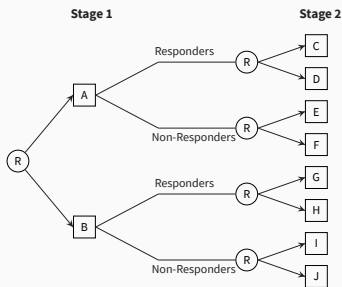 Stage 1
Stage 2
Responders
R
C
D
A
Non-Responders
R
E
F
R
Responders
R
G
H
B
Non-Responders
R
I
J